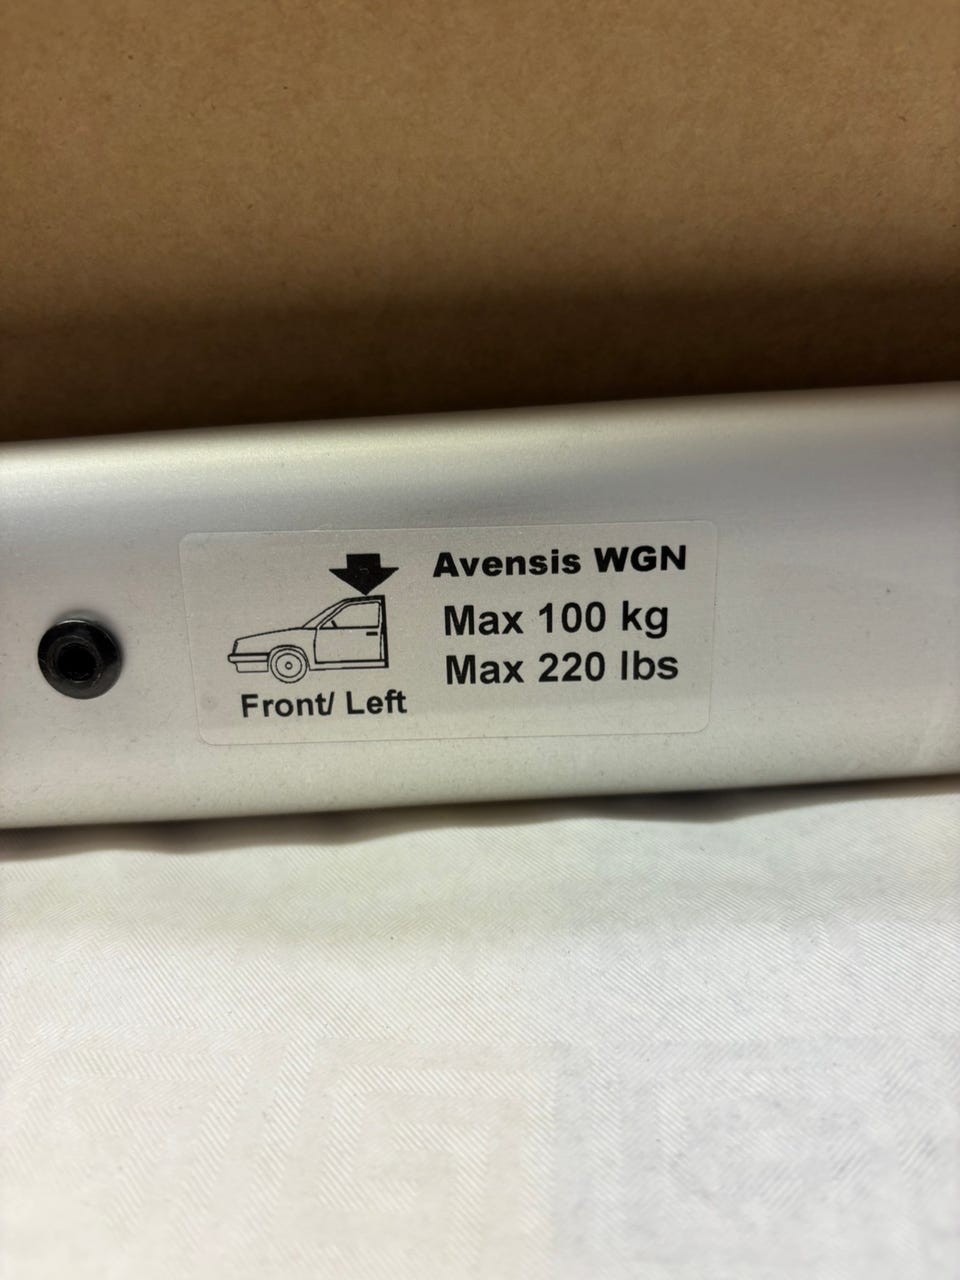 Avensis WGN
Max 100 kg
Max 220 lbs
Front/ Left